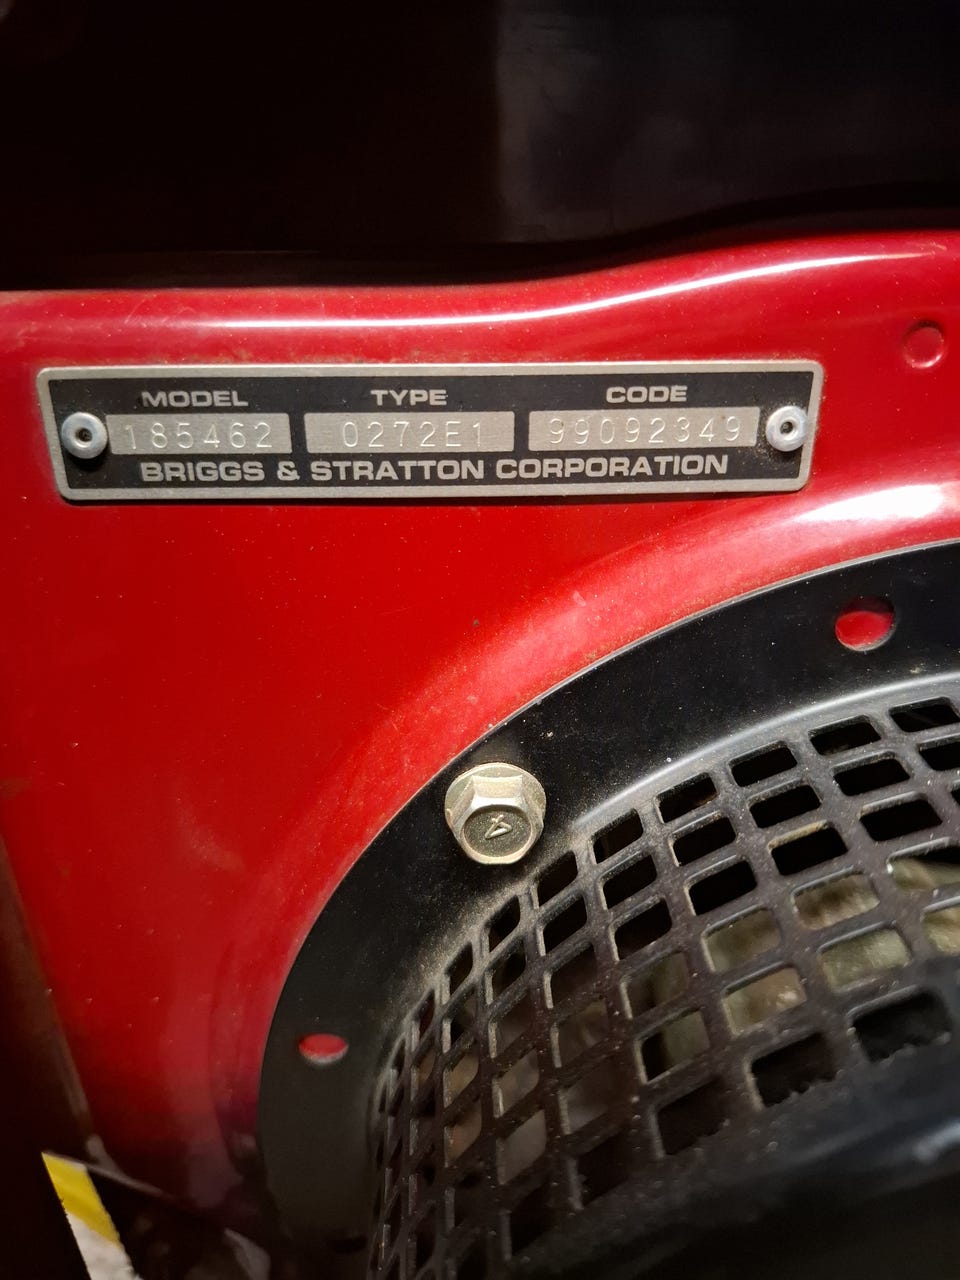 MODEL TYPE CODE
185462 0272E1 99092349
BRIGGS & STRATTON CORPORATION